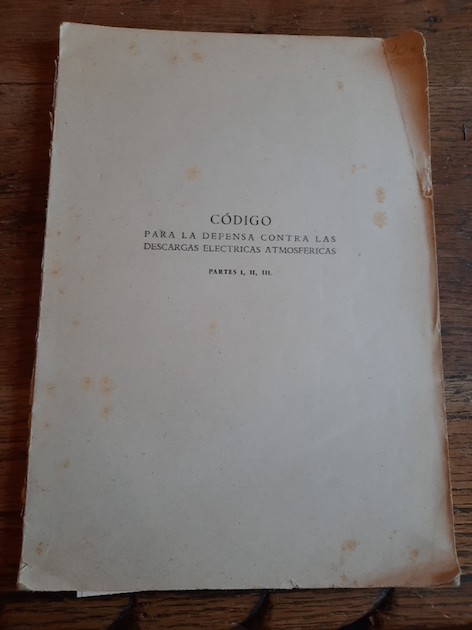 CÓDIGO
PARA LA DEFENSA CONTRA LAS
DESCARGAS ELECTRICAS ATMOSFERICAS
PARTES I, II, III.